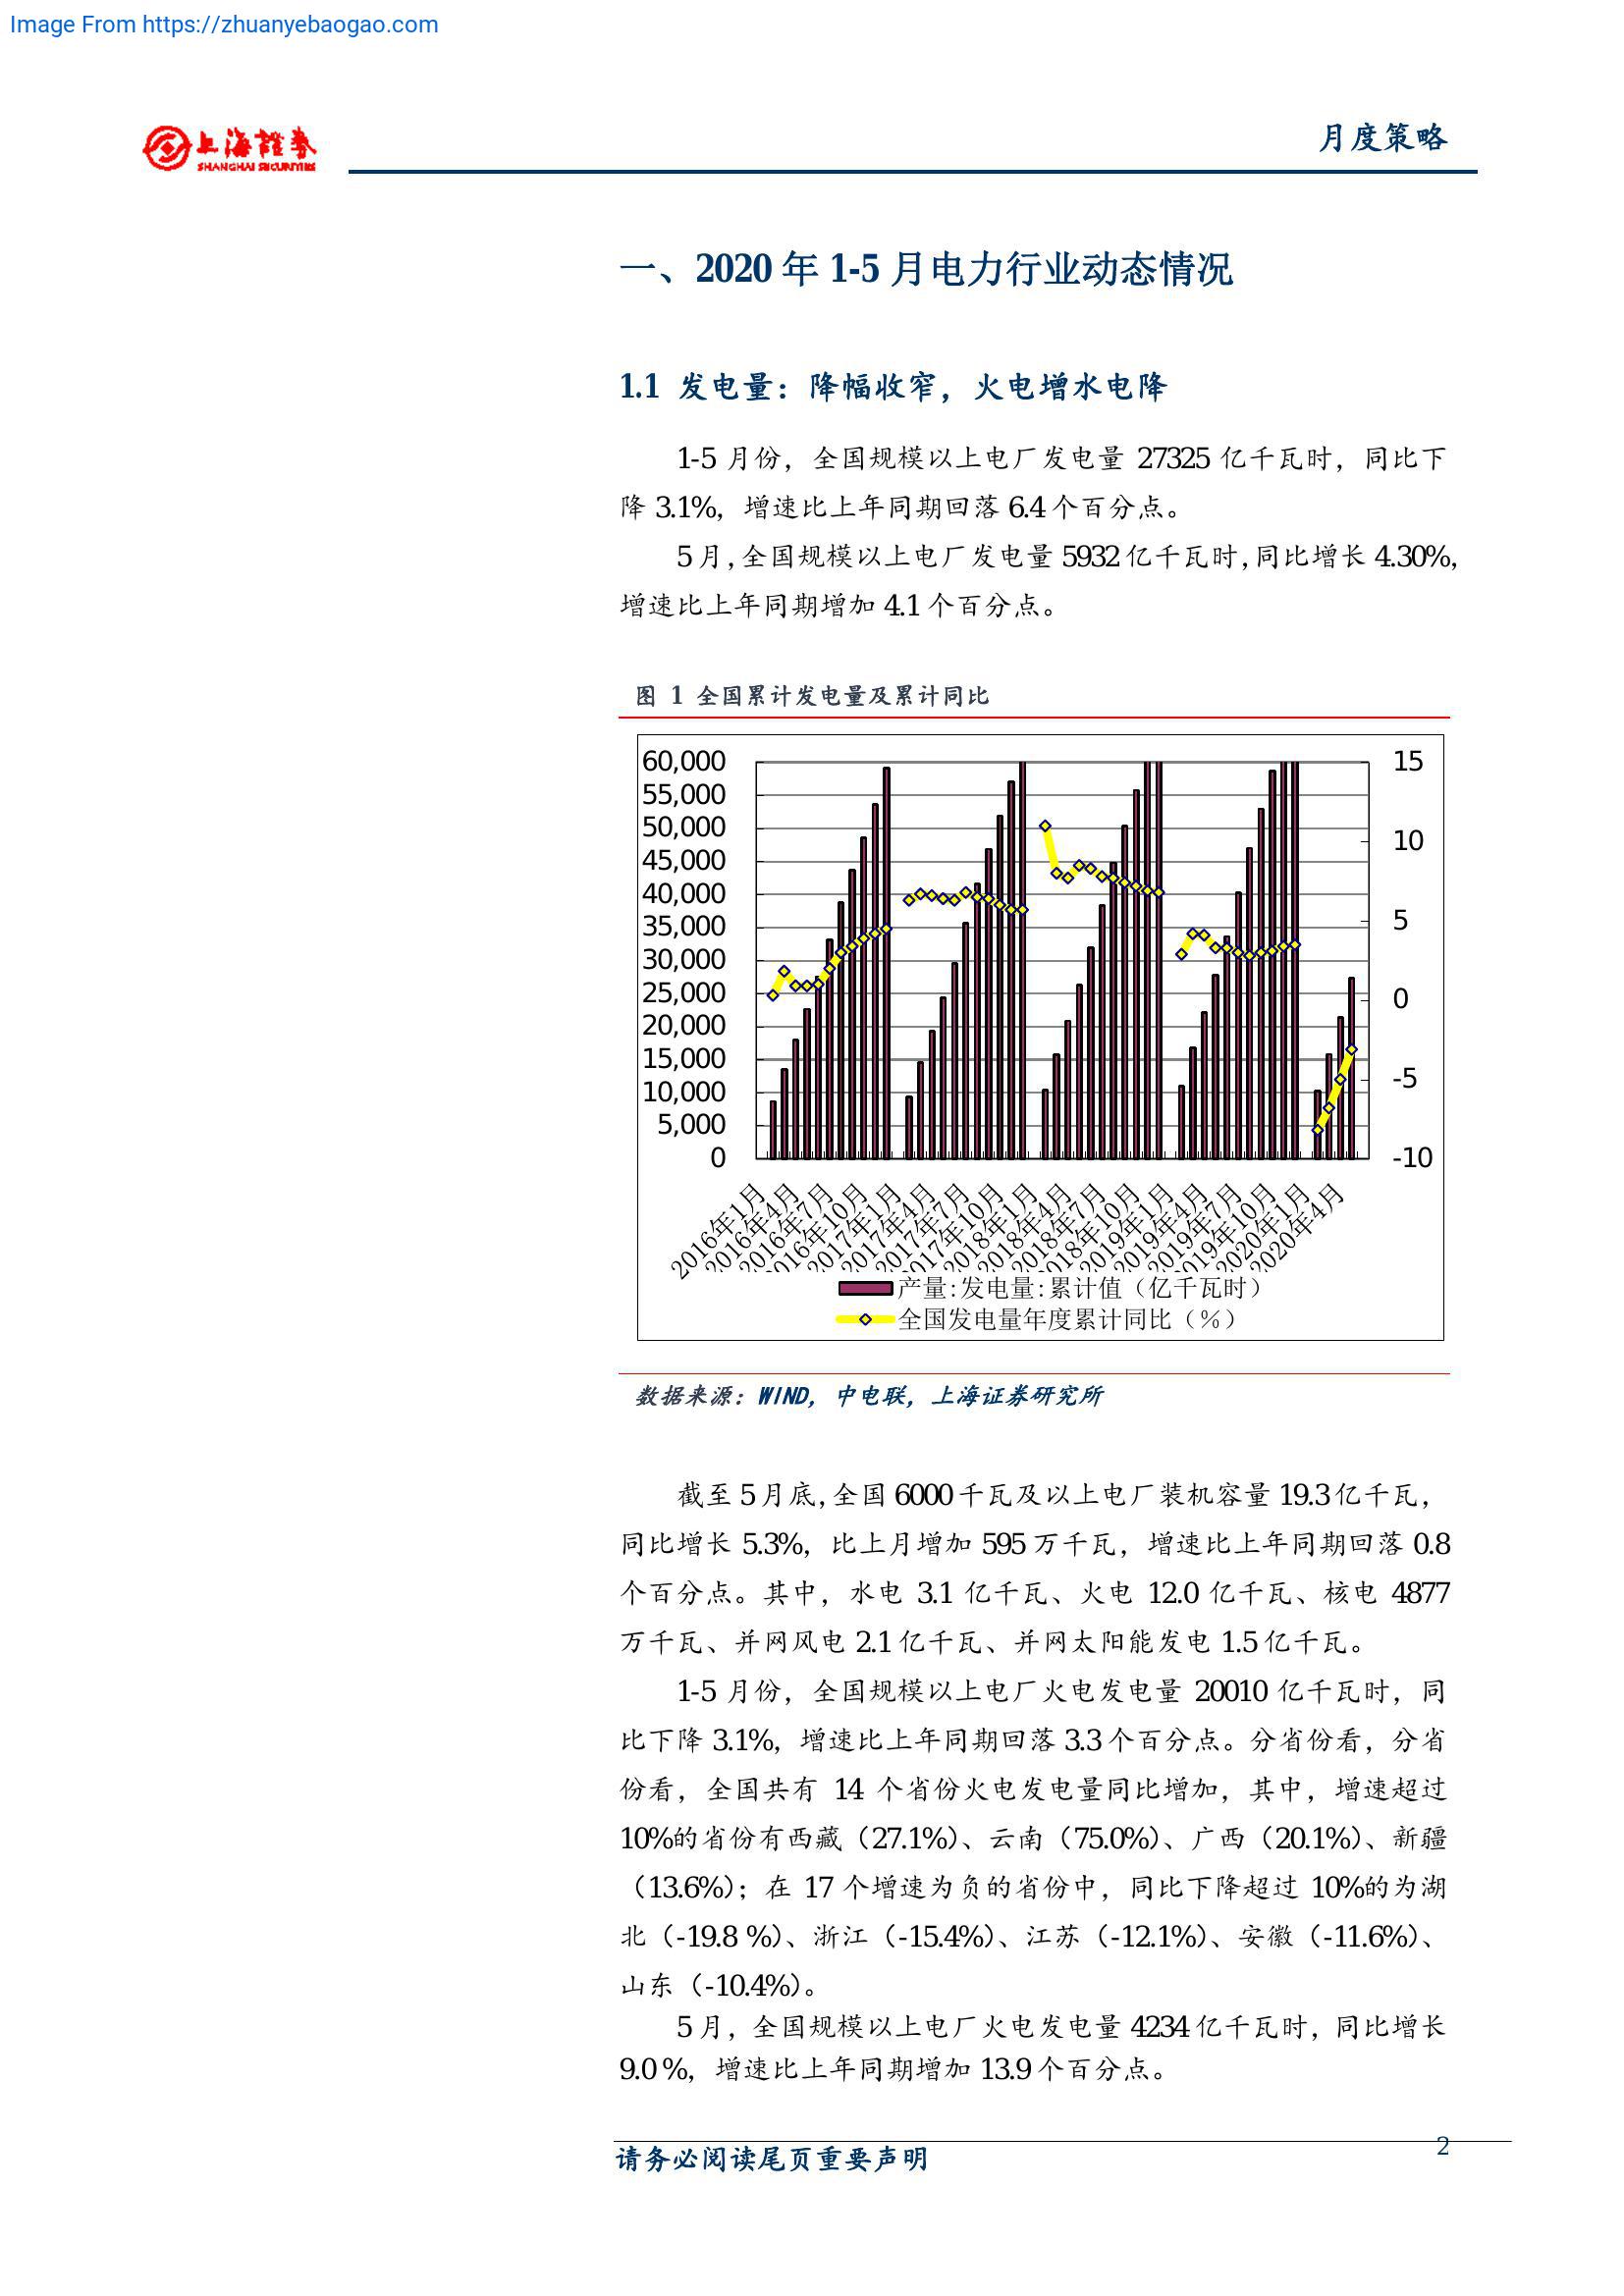 Image From https://zhuanyebaogao.com
上海證券
SHANGHAI SECURITIES
月度策略
一、2020 年 1-5 月电力行业动态情况
1.1 发电量：降幅收窄，火电增水电降
1-5 月份，全国规模以上电厂发电量 27325 亿千瓦时，同比下
降 3.1%，增速比上年同期回落 6.4 个百分点。
5 月，全国规模以上电厂发电量 5932 亿千瓦时，同比增长 4.30%，
增速比上年同期增加 4.1 个百分点。
图 1 全国累计发电量及累计同比
60,000
55,000
50,000
45,000
40,000
35,000
30,000
25,000
20,000
15,000
10,000
5,000
0
15
10
5
0
-5
-10
2016年1月
2016年4月
2016年7月
2016年10月
2017年1月
2017年4月
2017年7月
2017年10月
2018年1月
2018年4月
2018年7月
2018年10月
2019年1月
2019年4月
2019年7月
2019年10月
2020年1月
2020年4月
产量:发电量:累计值（亿千瓦时）
全国发电量年度累计同比（%）
数据来源：WIND，中电联，上海证券研究所
截至 5 月底，全国 6000 千瓦及以上电厂装机容量 19.3 亿千瓦，
同比增长 5.3%，比上月增加 595 万千瓦，增速比上年同期回落 0.8
个百分点。其中，水电 3.1 亿千瓦、火电 12.0 亿千瓦、核电 4877
万千瓦、并网风电 2.1 亿千瓦、并网太阳能发电 1.5 亿千瓦。
1-5 月份，全国规模以上电厂火电发电量 20010 亿千瓦时，同
比下降 3.1%，增速比上年同期回落 3.3 个百分点。分省份看，分省
份看，全国共有 14 个省份火电发电量同比增加，其中，增速超过
10%的省份有西藏（27.1%）、云南（75.0%）、广西（20.1%）、新疆
（13.6%）；在 17 个增速为负的省份中，同比下降超过 10%的为湖
北（-19.8 %）、浙江（-15.4%）、江苏（-12.1%）、安徽（-11.6%）、
山东（-10.4%）。
5 月，全国规模以上电厂火电发电量 4234 亿千瓦时，同比增长
9.0 %，增速比上年同期增加 13.9 个百分点。
请务必阅读尾页重要声明
2